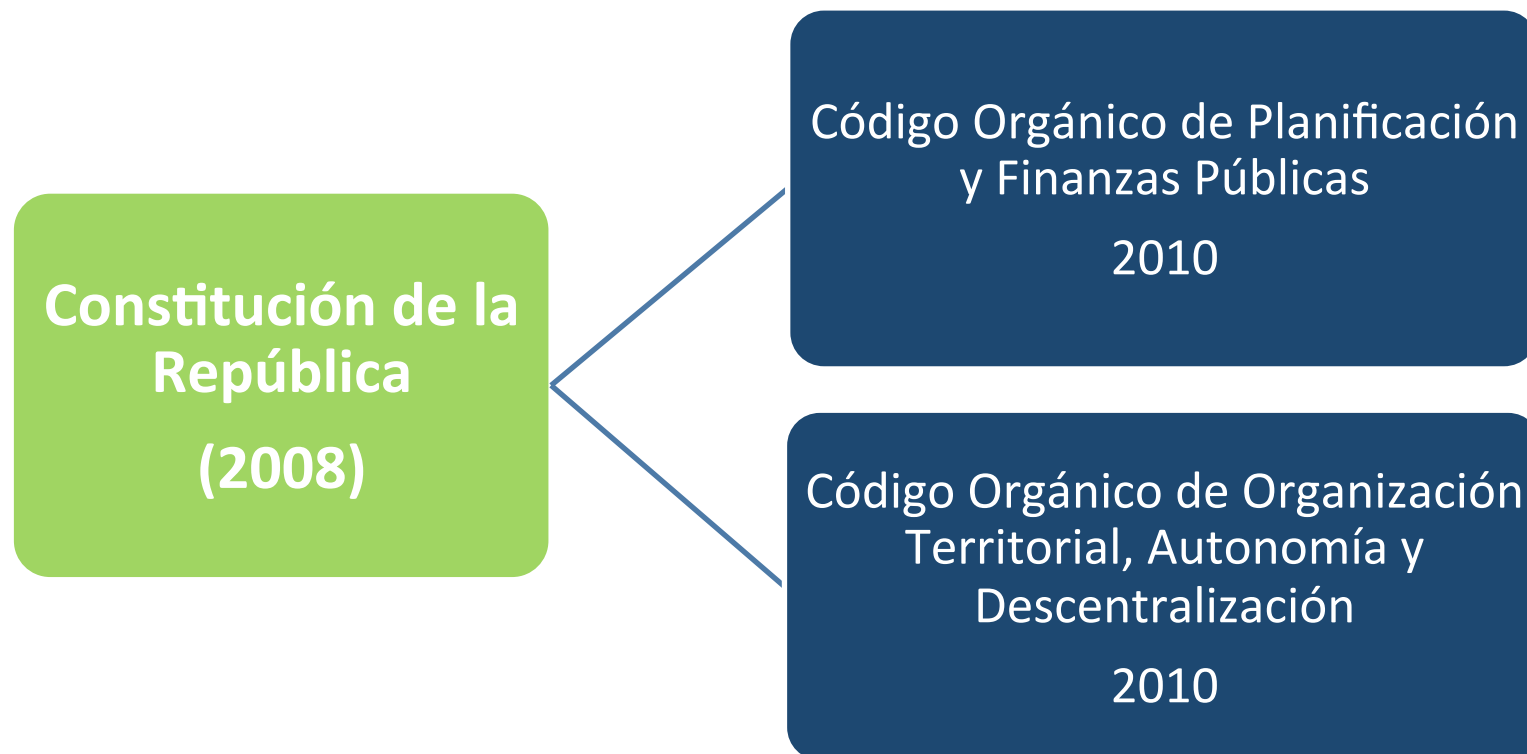 Constitución de la
República
(2008)
Código Orgánico de Planificación
y Finanzas Públicas
2010
Código Orgánico de Organización
Territorial, Autonomía y
Descentralización
2010